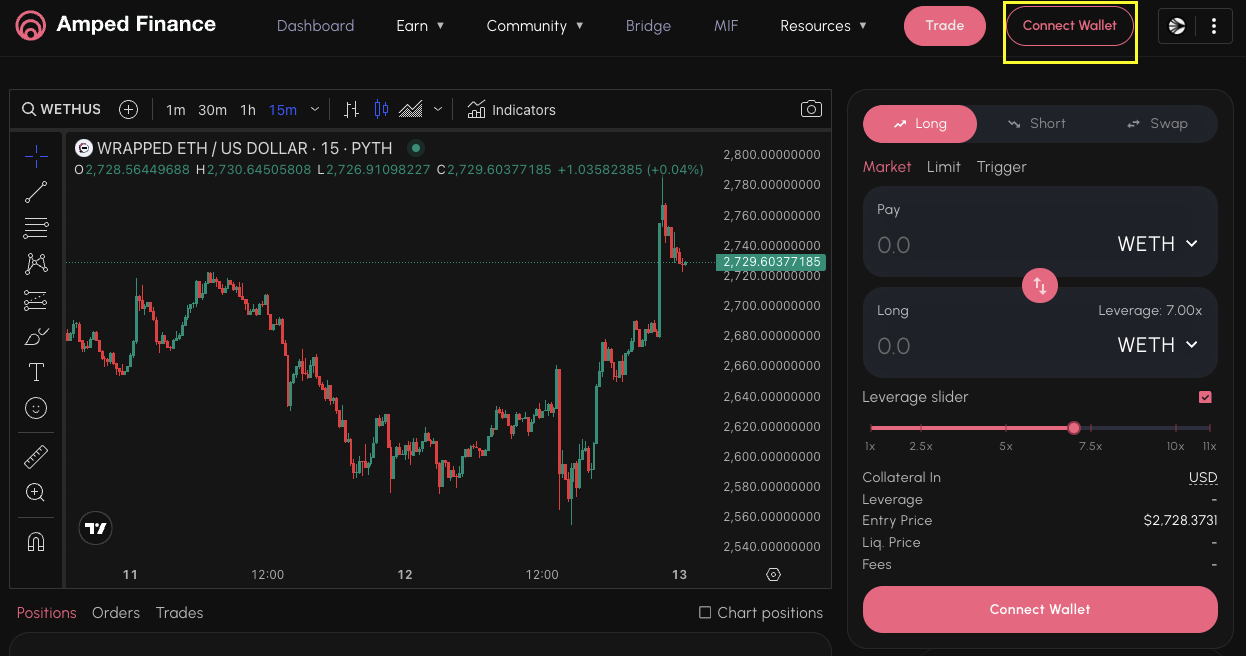 Amped Finance Dashboard Earn Community Bridge MIF Resources Trade Connect Wallet
WETHUS 1m 30m 1h 15m Indicators
WRAPPED ETH / US DOLLAR · 15 · PYTH
O2,728.56449688 H2,730.64505808 L2,726.91098227 C2,729.60377185 +1.03582385 (+0.04%)
2,800.00000000
2,780.00000000
2,760.00000000
2,740.00000000
2,729.60377185
2,720.00000000
2,700.00000000
2,680.00000000
2,660.00000000
2,640.00000000
2,620.00000000
2,600.00000000
2,580.00000000
2,560.00000000
2,540.00000000
11 12:00 12 12:00 13
Positions Orders Trades Chart positions
Long Short Swap
Market Limit Trigger
Pay
0.0 WETH
Long Leverage: 7.00x
0.0 WETH
Leverage slider
1x 2.5x 5x 7.5x 10x 11x
Collateral In USD
Leverage -
Entry Price $2,728.3731
Liq. Price -
Fees -
Connect Wallet